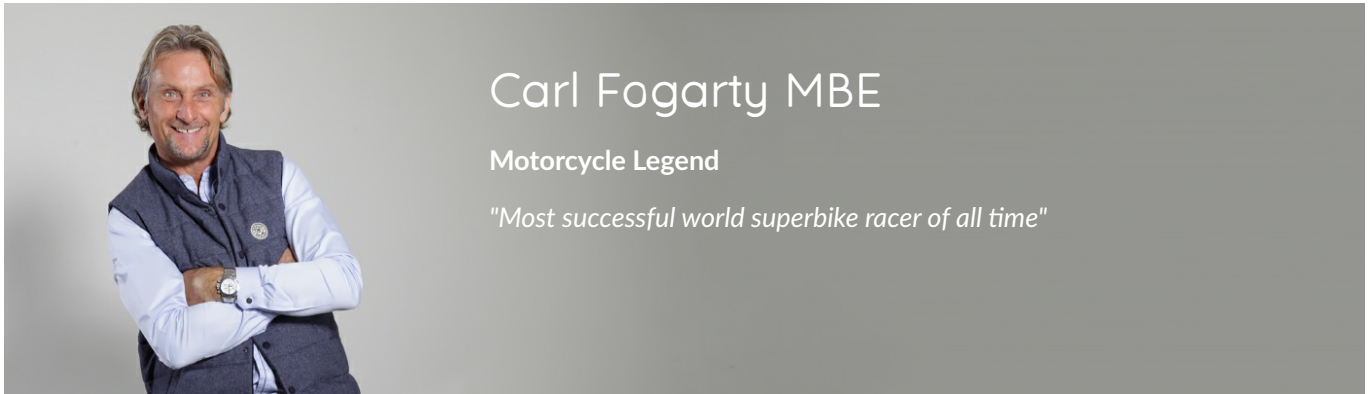 Carl Fogarty MBE
Motorcycle Legend
"Most successful world superbike racer of all time"